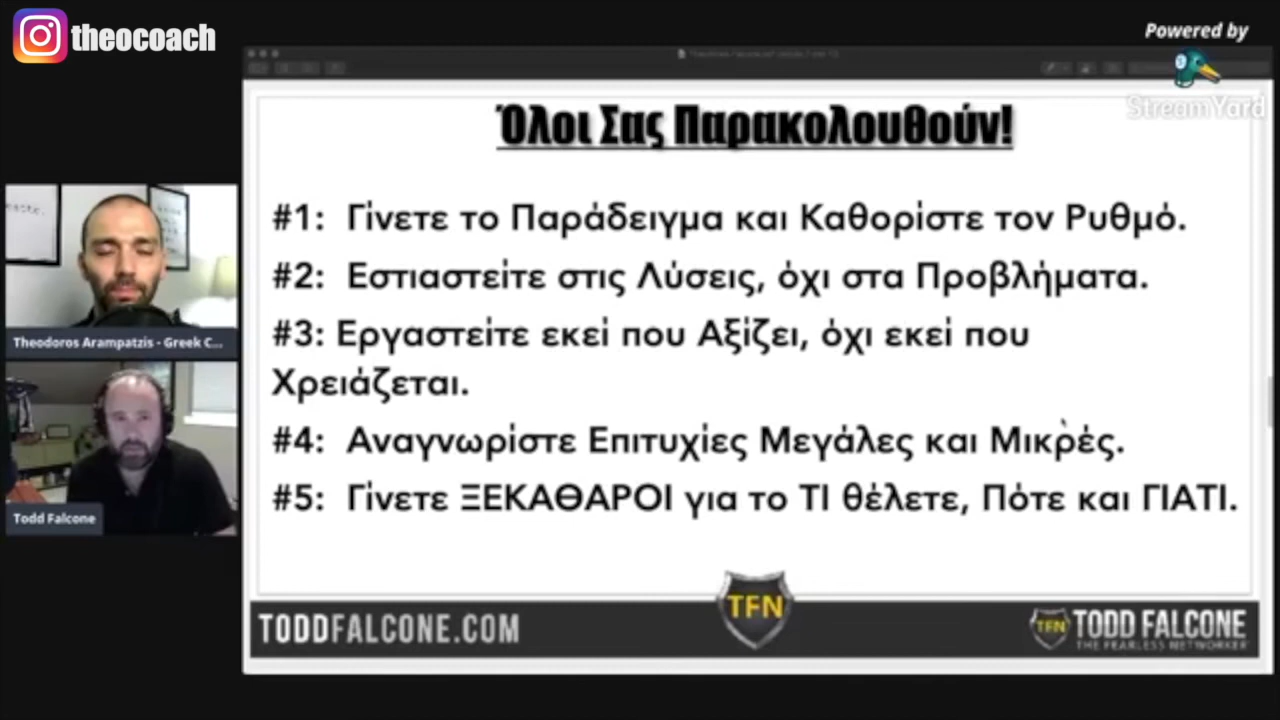 theocoach
Powered by
StreamYard
Όλοι Σας Παρακολουθούν!
#1: Γίνετε το Παράδειγμα και Καθορίστε τον Ρυθμό.
#2: Εστιαστείτε στις Λύσεις, όχι στα Προβλήματα.
#3: Εργαστείτε εκεί που Αξίζει, όχι εκεί που
Χρειάζεται.
#4: Αναγνωρίστε Επιτυχίες Μεγάλες και Μικρές.
#5: Γίνετε ΞΕΚΑΘΑΡΟΙ για το ΤΙ θέλετε, Πότε και ΓΙΑΤΙ.
Theodoros Arampatzis - Greek C...
Todd Falcone
TODDFALCONE.COM
TFN
TFN
TODD FALCONE
THE FEARLESS NETWORKER